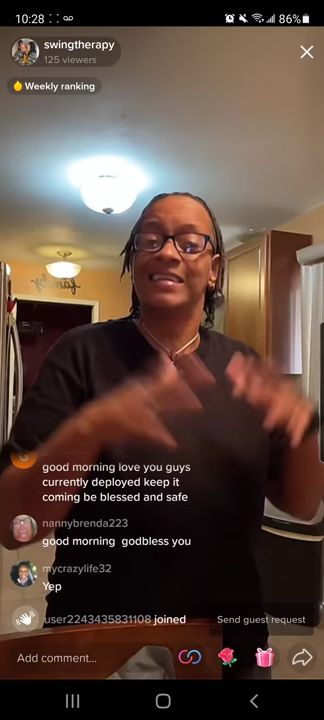 10:28
86%
swingtherapy
125 viewers
Weekly ranking
good morning love you guys
currently deployed keep it
coming be blessed and safe
nannybrenda223
good morning godbless you
mycrazylife32
Yep
user2243435831108 joined
Send guest request
Add comment...